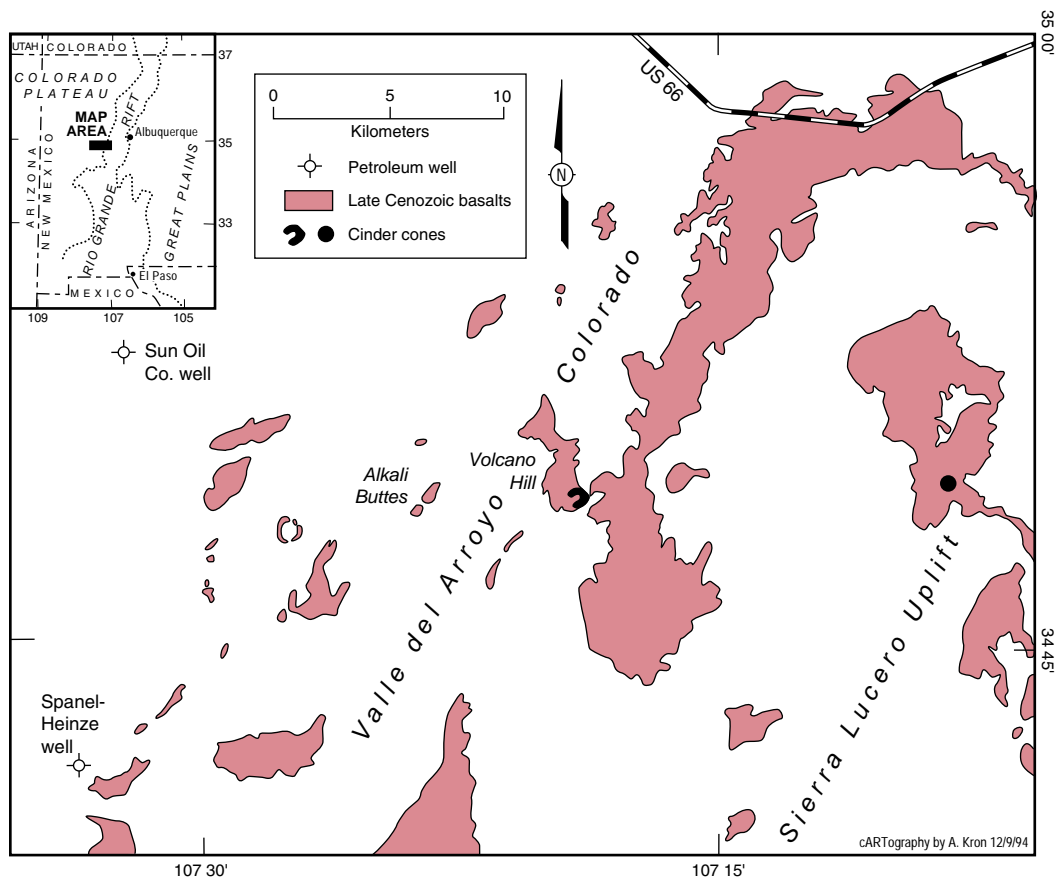 35 00'
UTAH COLORADO
37
COLORADO
PLATEAU
MAP
AREA
RIFT
Albuquerque
35
ARIZONA
NEW MEXICO
RIO GRANDE
GREAT PLAINS
33
El Paso
MEXICO
109
107
105
0
5
10
Kilometers
Petroleum well
Late Cenozoic basalts
Cinder cones
N
US 66
Sun Oil
Co. well
Valle del Arroyo Colorado
Alkali
Buttes
Volcano
Hill
Sierra Lucero Uplift
34 45'
Spanel-
Heinze
well
cARTography by A. Kron 12/9/94
107 30'
107 15'